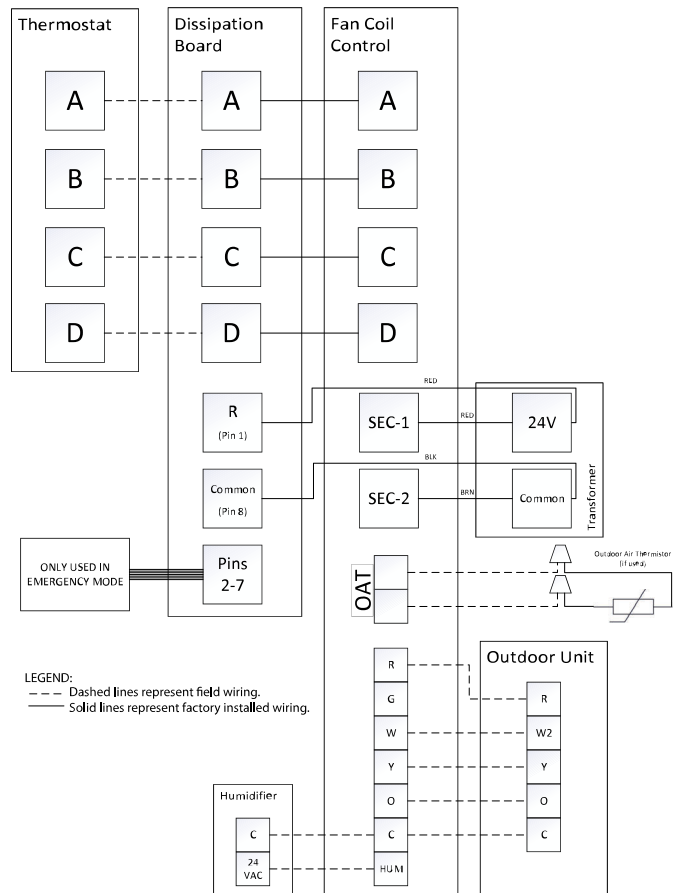 Thermostat
Dissipation
Board
Fan Coil
Control
A
A
A
B
B
B
C
C
C
D
D
D
RED
R
(Pin 1)
SEC-1
RED
24V
BLK
Common
(Pin 8)
SEC-2
BRN
Common
Transformer
ONLY USED IN
EMERGENCY MODE
Pins
2-7
OAT
Outdoor Air Thermistor
(if used)
LEGEND:
Dashed lines represent field wiring.
Solid lines represent factory installed wiring.
Outdoor Unit
R
G
W
Y
O
C
HUM
R
W2
Y
O
C
Humidifier
C
24
VAC